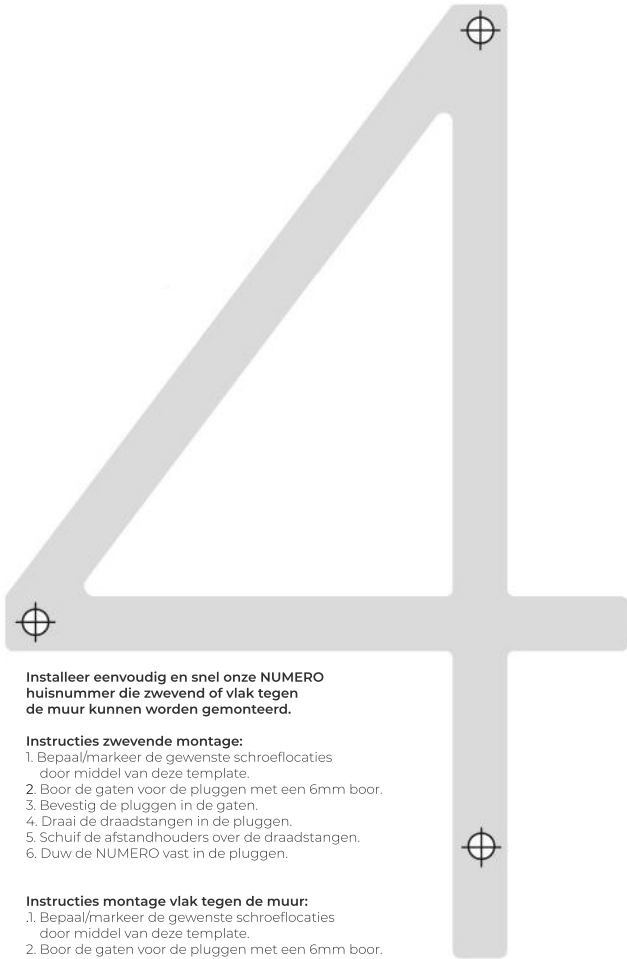 Installeer eenvoudig en snel onze NUMERO
huisnummer die zwevend of vlak tegen
de muur kunnen worden gemonteerd.
Instructies zwevende montage:
1. Bepaal/markeer de gewenste schroeflocaties
door middel van deze template.
2. Boor de gaten voor de pluggen met een 6mm boor.
3. Bevestig de pluggen in de gaten.
4. Draai de draadstangen in de pluggen.
5. Schuif de afstandhouders over de draadstangen.
6. Duw de NUMERO vast in de pluggen.
Instructies montage vlak tegen de muur:
.1. Bepaal/markeer de gewenste schroeflocaties
door middel van deze template.
2. Boor de gaten voor de pluggen met een 6mm boor.
4